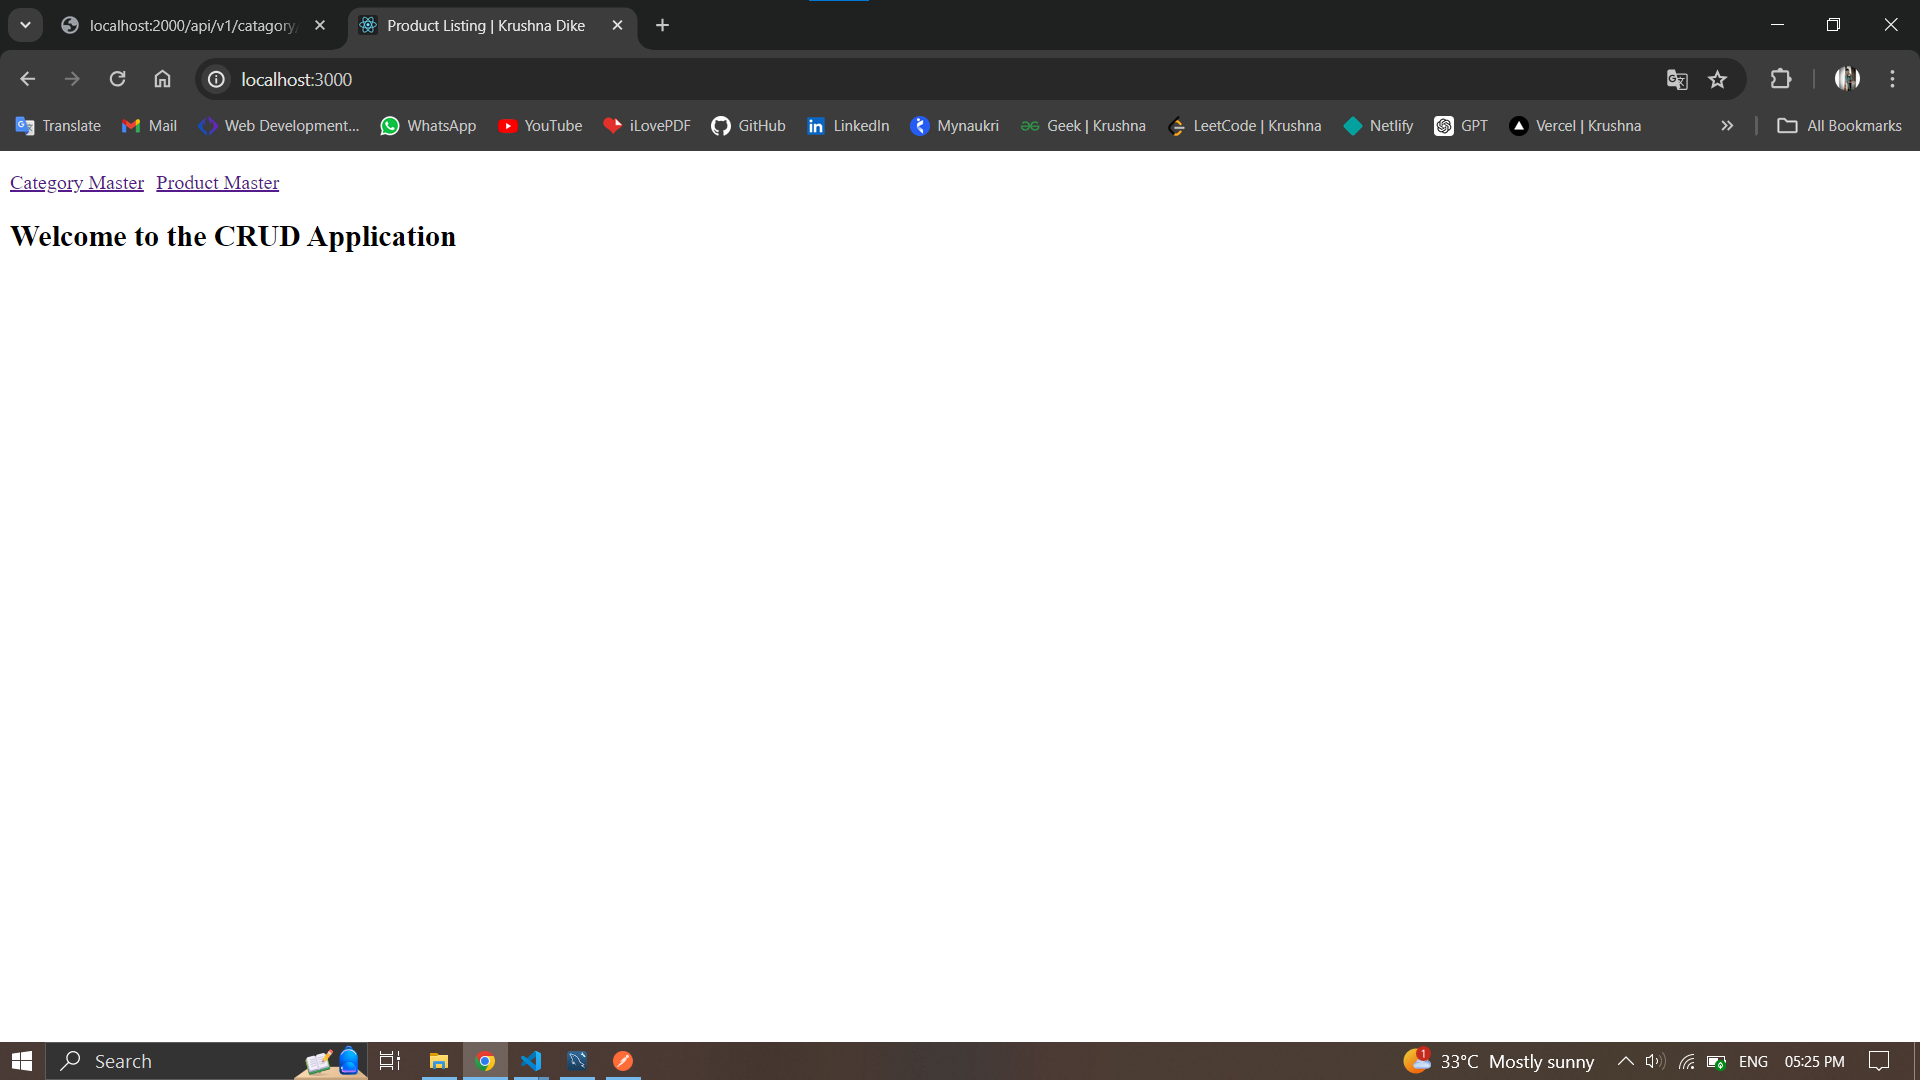 localhost:2000/api/v1/catagory/
Product Listing | Krushna Dike
localhost:3000
Translate Mail Web Development... WhatsApp YouTube iLovePDF GitHub LinkedIn Mynaukri Geek | Krushna LeetCode | Krushna Netlify GPT Vercel | Krushna All Bookmarks
Category Master Product Master
Welcome to the CRUD Application
Search
1 33°C Mostly sunny ENG 05:25 PM